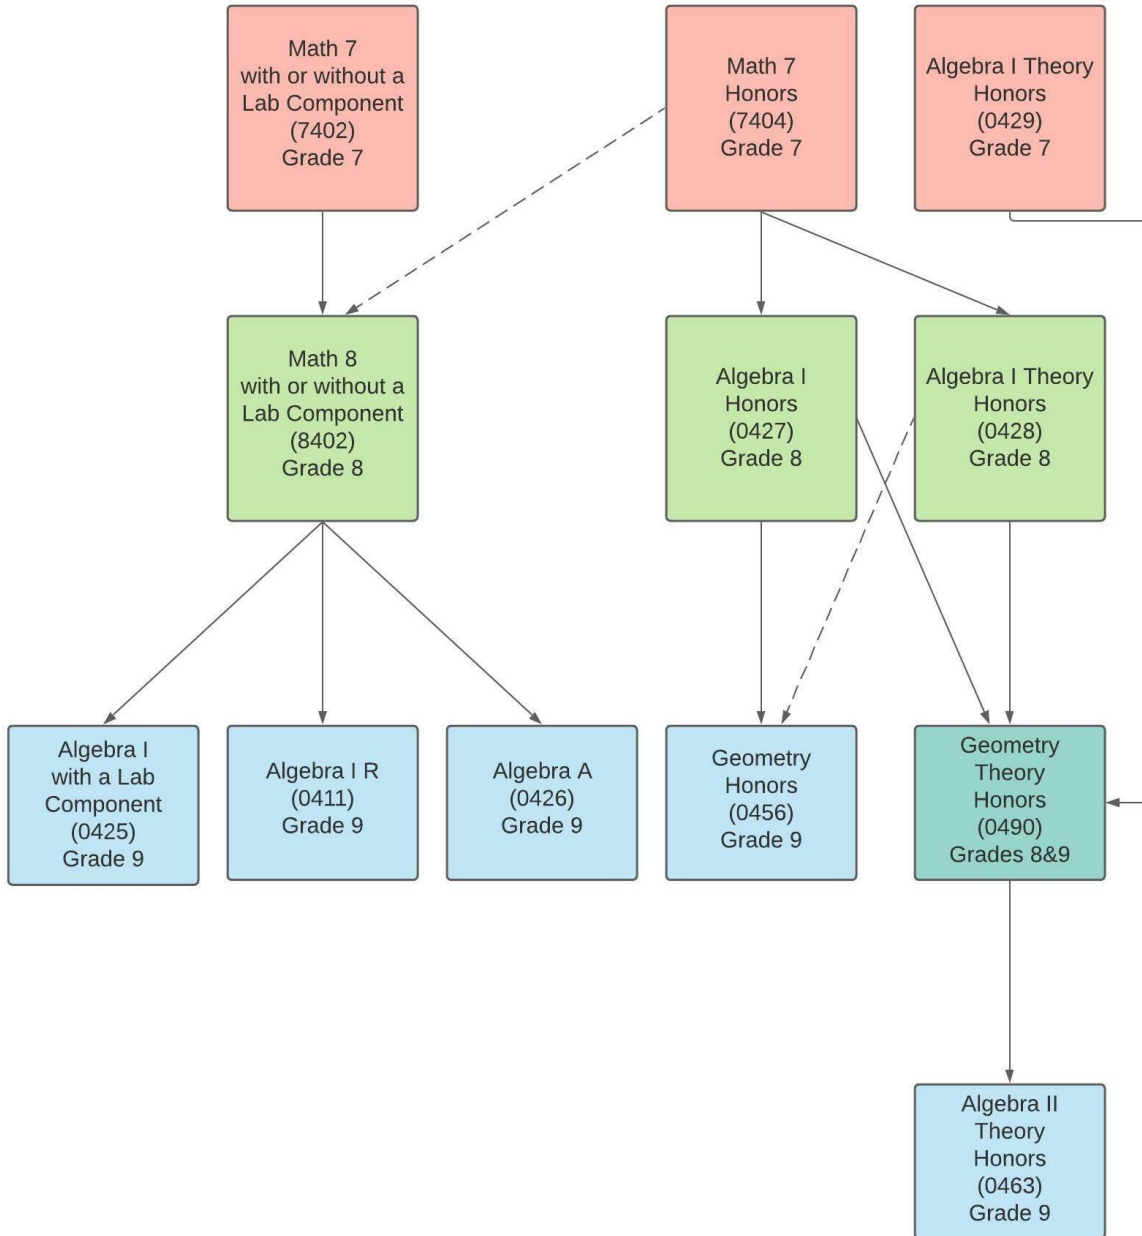 Math 7
with or without a
Lab Component
(7402)
Grade 7
Math 7
Honors
(7404)
Grade 7
Algebra I Theory
Honors
(0429)
Grade 7
Math 8
with or without a
Lab Component
(8402)
Grade 8
Algebra I
Honors
(0427)
Grade 8
Algebra I Theory
Honors
(0428)
Grade 8
Algebra I
with a Lab
Component
(0425)
Grade 9
Algebra I R
(0411)
Grade 9
Algebra A
(0426)
Grade 9
Geometry
Honors
(0456)
Grade 9
Geometry
Theory
Honors
(0490)
Grades 8&9
Algebra II
Theory
Honors
(0463)
Grade 9